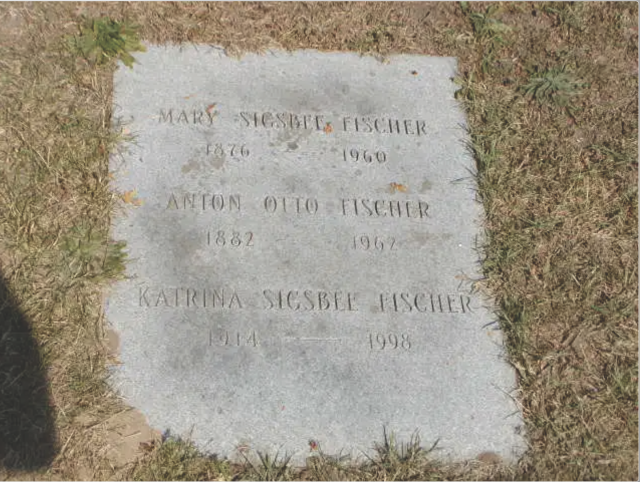 MARY SIGSBEE FISCHER
1876 — 1960
ANTON OTTO FISCHER
1882 1962
KATRINA SIGSBEE FISCHER
1914 — 1998